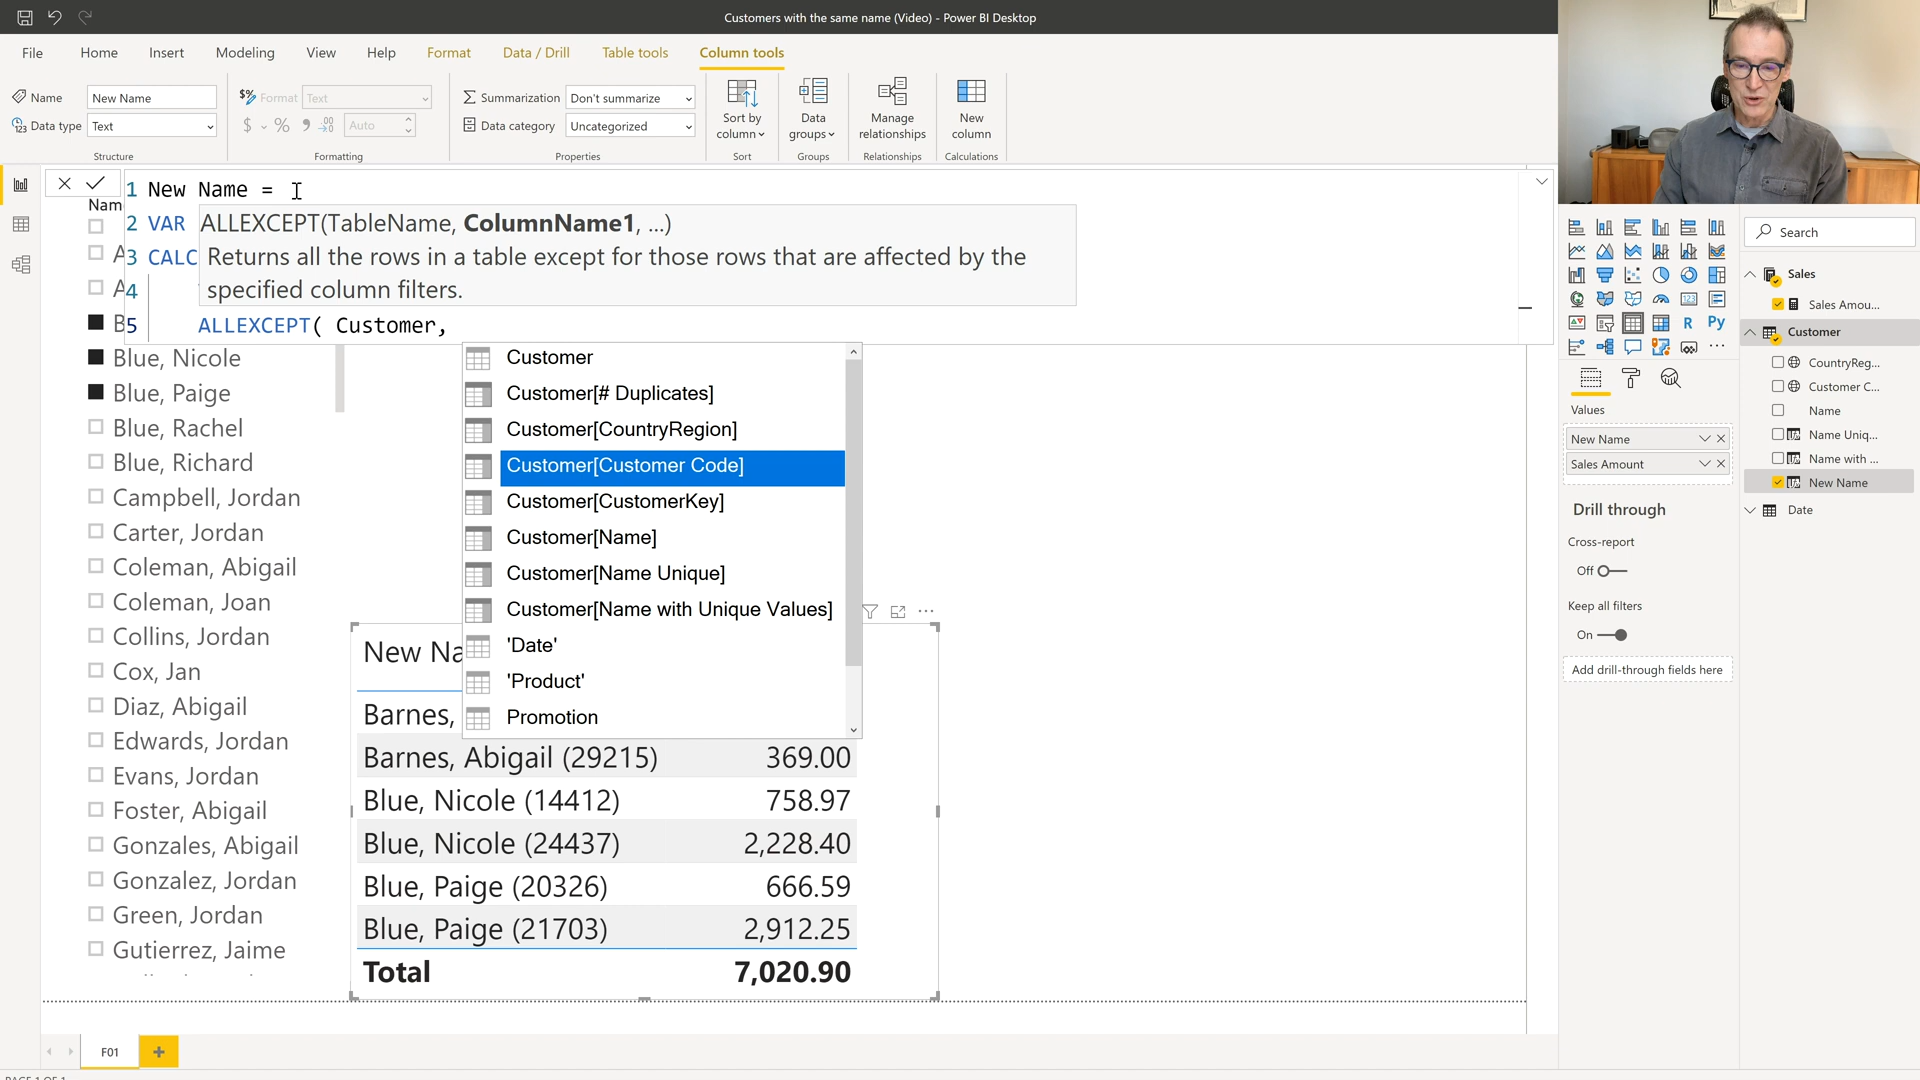 Customers with the same name (Video) - Power BI Desktop
File Home Insert Modeling View Help Format Data / Drill Table tools Column tools
Name New Name
Data type Text
Structure
Format Text
$ % Auto
Formatting
Summarization Don't summarize
Data category Uncategorized
Properties
Sort by column
Sort
Data groups
Groups
Manage relationships
Relationships
New column
Calculations
1 New Name =
2 VAR
3 CALC
4
5 ALLEXCEPT( Customer,
ALLEXCEPT(TableName, ColumnName1, ...)
Returns all the rows in a table except for those rows that are affected by the
specified column filters.
Customer
Customer[# Duplicates]
Customer[CountryRegion]
Customer[Customer Code]
Customer[CustomerKey]
Customer[Name]
Customer[Name Unique]
Customer[Name with Unique Values]
'Date'
'Product'
Promotion
Blue, Nicole
Blue, Paige
Blue, Rachel
Blue, Richard
Campbell, Jordan
Carter, Jordan
Coleman, Abigail
Coleman, Joan
Collins, Jordan
Cox, Jan
Diaz, Abigail
Edwards, Jordan
Evans, Jordan
Foster, Abigail
Gonzales, Abigail
Gonzalez, Jordan
Green, Jordan
Gutierrez, Jaime
New Na
Barnes,
Barnes, Abigail (29215) 369.00
Blue, Nicole (14412) 758.97
Blue, Nicole (24437) 2,228.40
Blue, Paige (20326) 666.59
Blue, Paige (21703) 2,912.25
Total 7,020.90
F01
Values
New Name
Sales Amount
Drill through
Cross-report
Off
Keep all filters
On
Add drill-through fields here
Search
Sales
Sales Amou...
Customer
CountryReg...
Customer C...
Name
Name Uniq...
Name with ...
New Name
Date
R Py